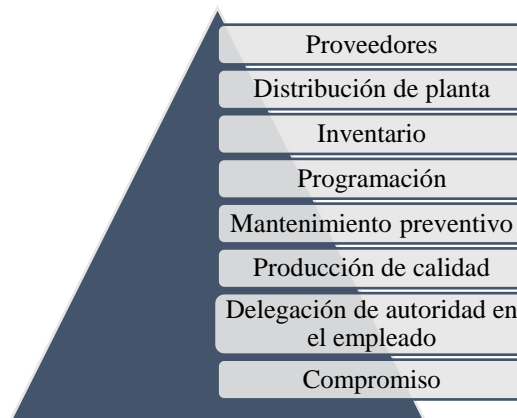 Proveedores
Distribución de planta
Inventario
Programación
Mantenimiento preventivo
Producción de calidad
Delegación de autoridad en
el empleado
Compromiso